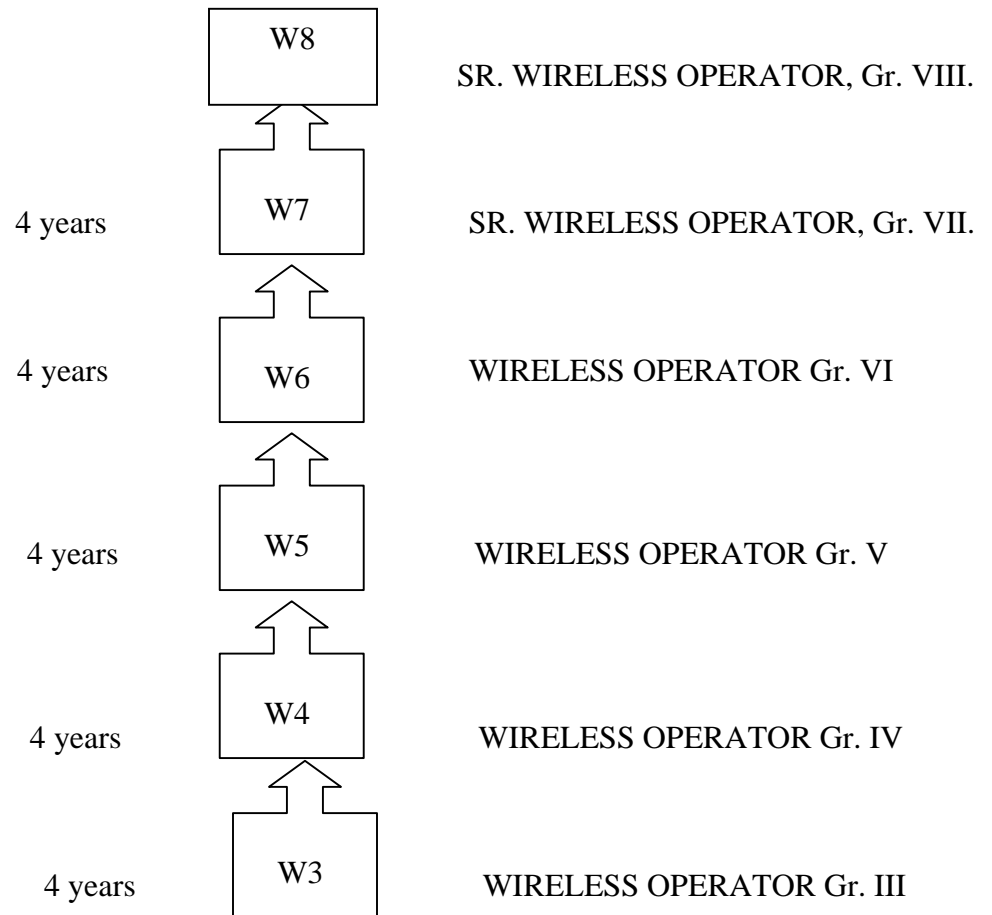 W8
SR. WIRELESS OPERATOR, Gr. VIII.
4 years W7 SR. WIRELESS OPERATOR, Gr. VII.
4 years W6 WIRELESS OPERATOR Gr. VI
4 years W5 WIRELESS OPERATOR Gr. V
4 years W4 WIRELESS OPERATOR Gr. IV
4 years W3 WIRELESS OPERATOR Gr. III